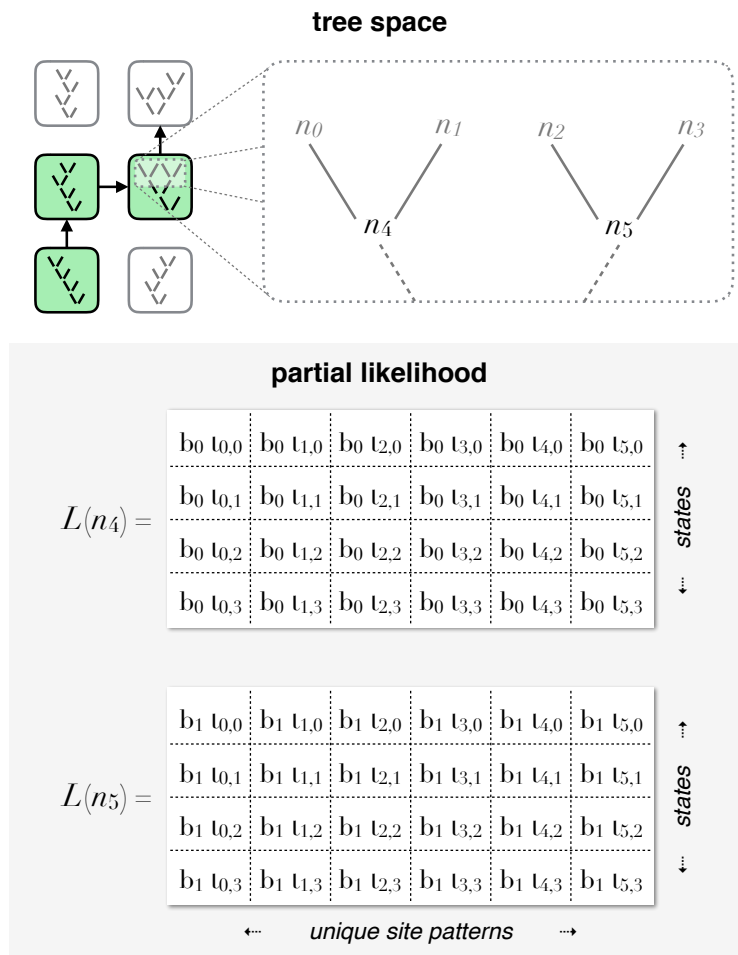 tree space
n0 n1 n2 n3
n4 n5
partial likelihood
b0 ι0,0 b0 ι1,0 b0 ι2,0 b0 ι3,0 b0 ι4,0 b0 ι5,0
b0 ι0,1 b0 ι1,1 b0 ι2,1 b0 ι3,1 b0 ι4,1 b0 ι5,1
L(n4) =
b0 ι0,2 b0 ι1,2 b0 ι2,2 b0 ι3,2 b0 ι4,2 b0 ι5,2
b0 ι0,3 b0 ι1,3 b0 ι2,3 b0 ι3,3 b0 ι4,3 b0 ι5,3
states
b1 ι0,0 b1 ι1,0 b1 ι2,0 b1 ι3,0 b1 ι4,0 b1 ι5,0
b1 ι0,1 b1 ι1,1 b1 ι2,1 b1 ι3,1 b1 ι4,1 b1 ι5,1
L(n5) =
b1 ι0,2 b1 ι1,2 b1 ι2,2 b1 ι3,2 b1 ι4,2 b1 ι5,2
b1 ι0,3 b1 ι1,3 b1 ι2,3 b1 ι3,3 b1 ι4,3 b1 ι5,3
states
unique site patterns